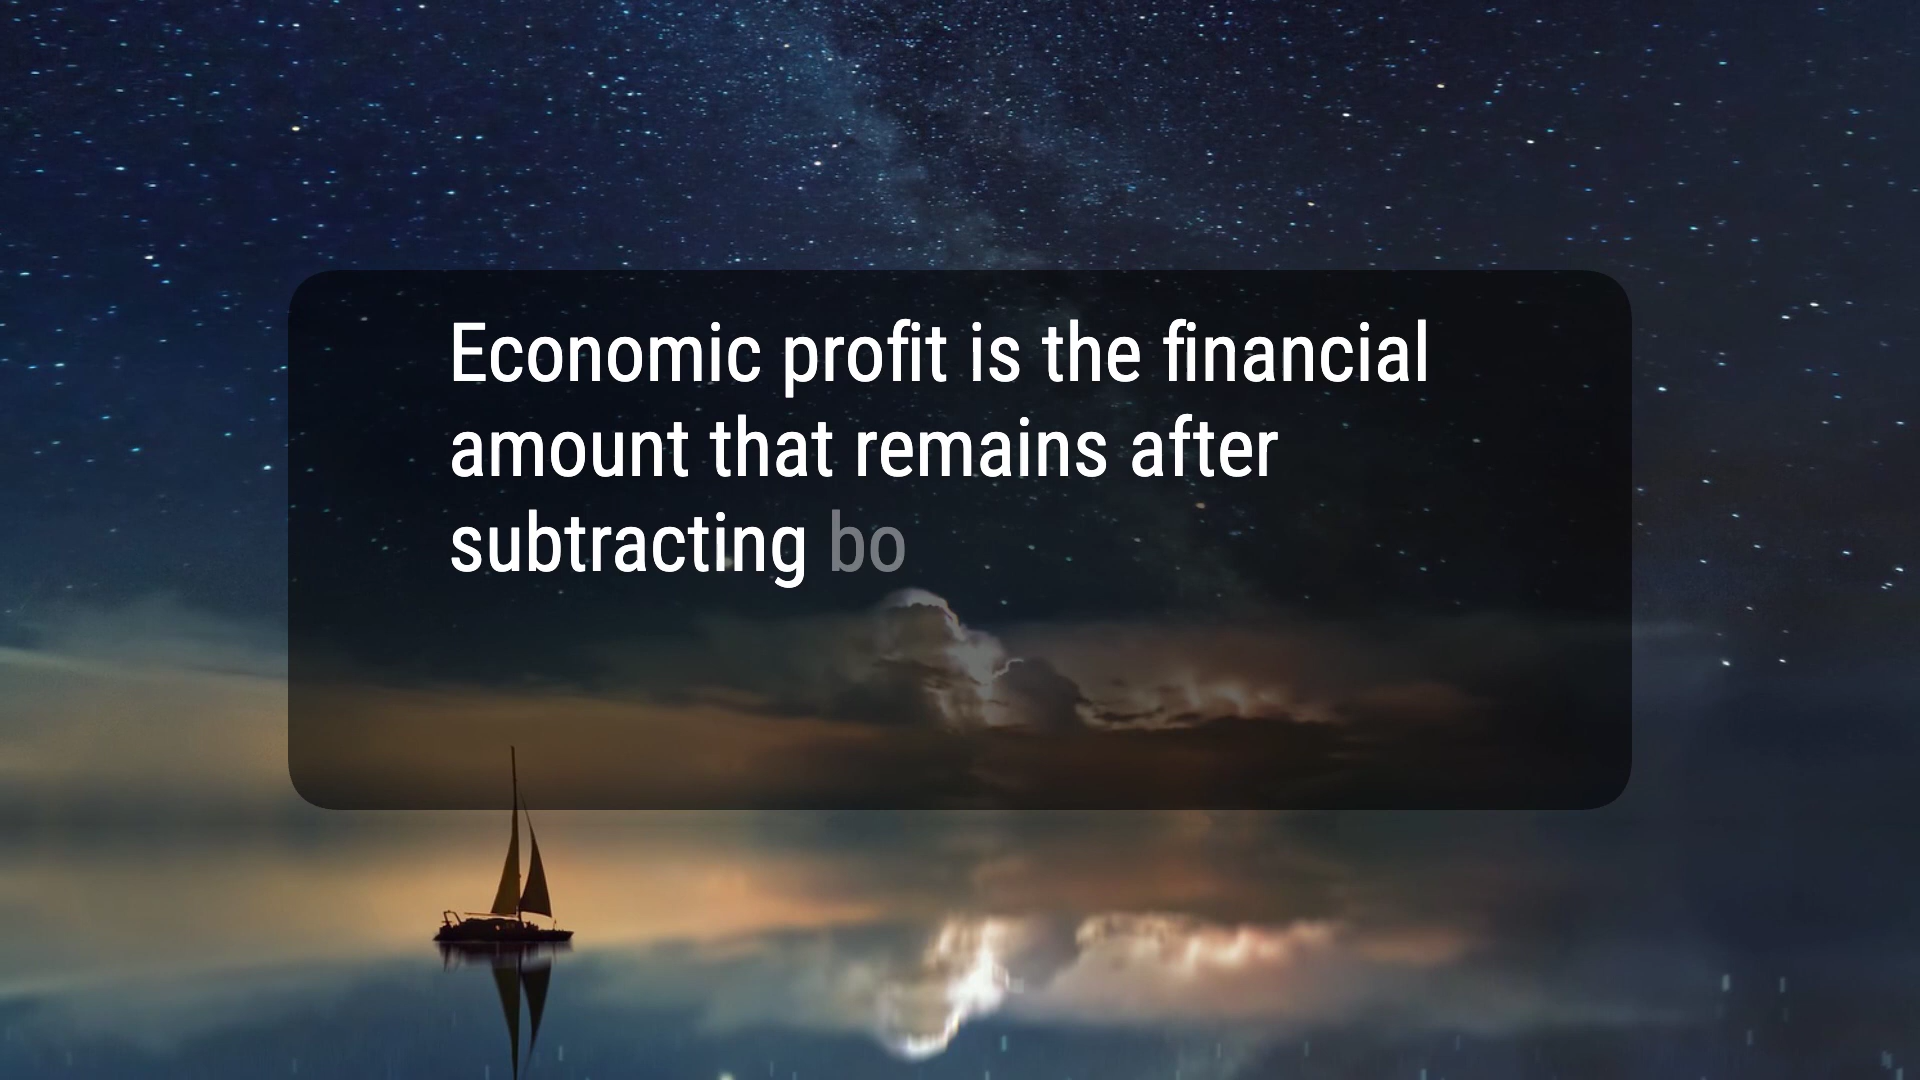 Economic profit is the financial
amount that remains after
subtracting bo